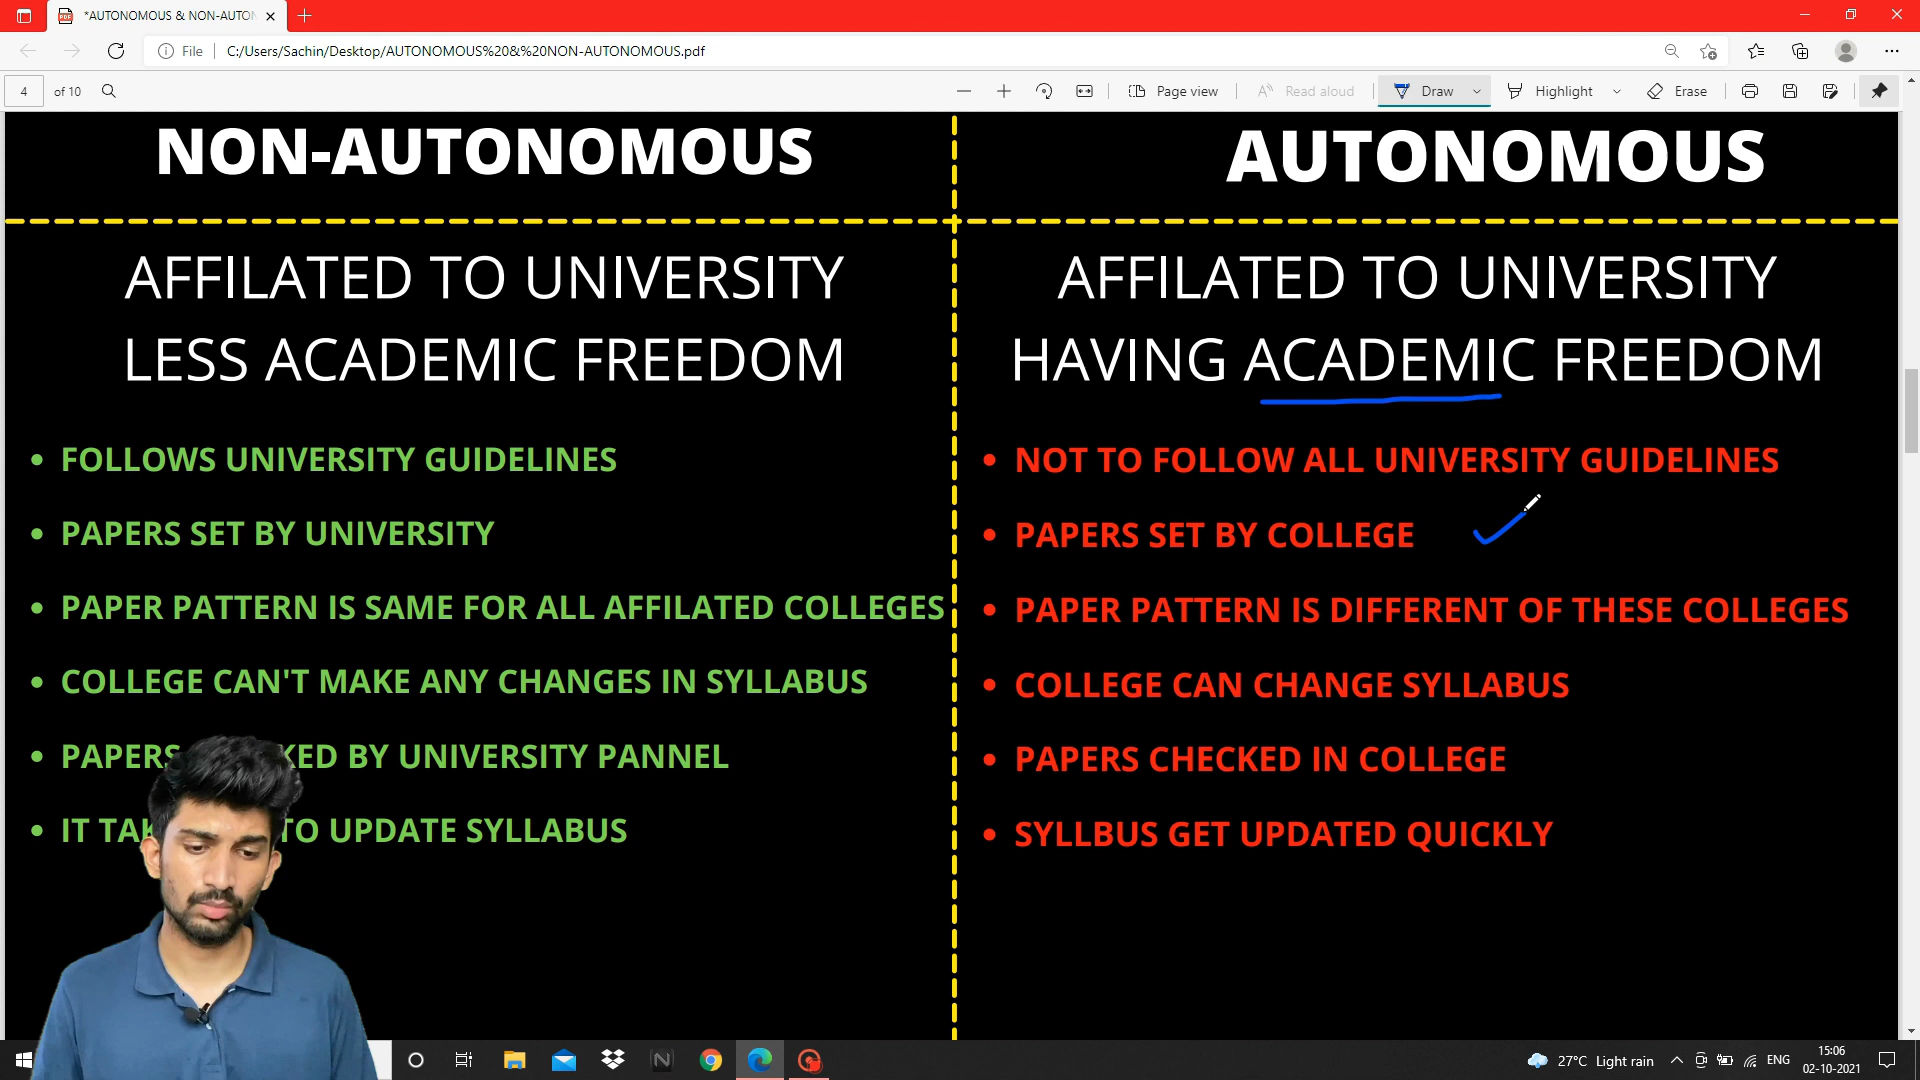 *AUTONOMOUS & NON-AUTON
File
C:/Users/Sachin/Desktop/AUTONOMOUS%20&%20NON-AUTONOMOUS.pdf
4 of 10
Page view
Read aloud
Draw
Highlight
Erase
NON-AUTONOMOUS
AFFILATED TO UNIVERSITY
LESS ACADEMIC FREEDOM
• FOLLOWS UNIVERSITY GUIDELINES
• PAPERS SET BY UNIVERSITY
• PAPER PATTERN IS SAME FOR ALL AFFILATED COLLEGES
• COLLEGE CAN'T MAKE ANY CHANGES IN SYLLABUS
• PAPERS KED BY UNIVERSITY PANNEL
• IT TAK TO UPDATE SYLLABUS
AUTONOMOUS
AFFILATED TO UNIVERSITY
HAVING ACADEMIC FREEDOM
• NOT TO FOLLOW ALL UNIVERSITY GUIDELINES
• PAPERS SET BY COLLEGE
• PAPER PATTERN IS DIFFERENT OF THESE COLLEGES
• COLLEGE CAN CHANGE SYLLABUS
• PAPERS CHECKED IN COLLEGE
• SYLLBUS GET UPDATED QUICKLY
27°C Light rain
ENG
15:06
02-10-2021